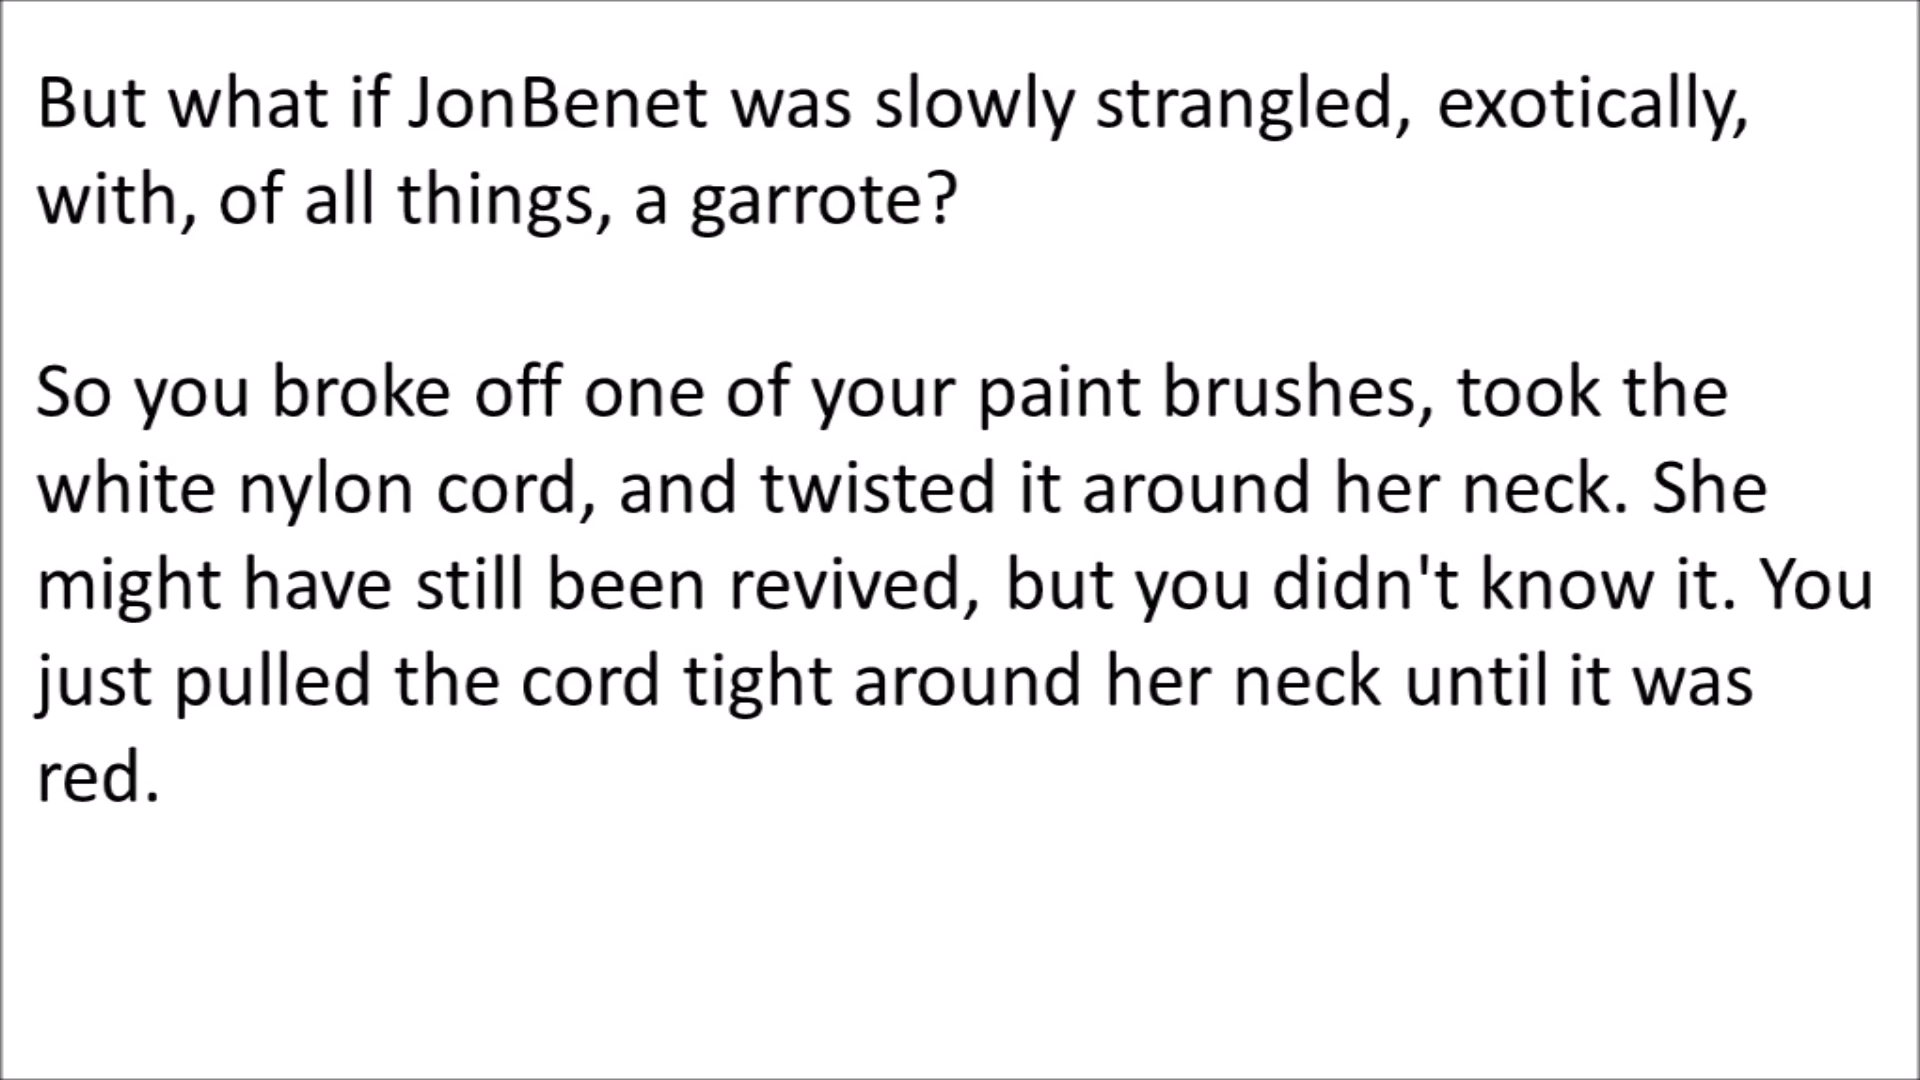 But what if JonBenet was slowly strangled, exotically,
with, of all things, a garrote?
So you broke off one of your paint brushes, took the
white nylon cord, and twisted it around her neck. She
might have still been revived, but you didn't know it. You
just pulled the cord tight around her neck until it was
red.